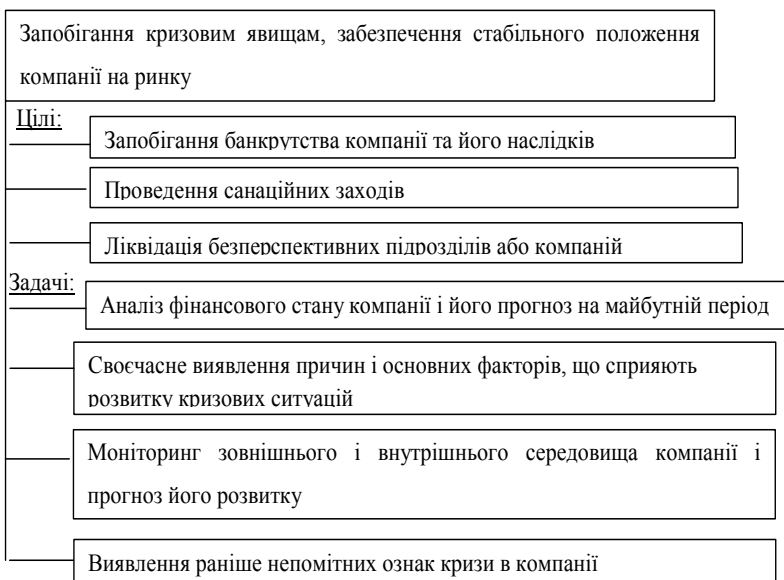 Запобігання кризовим явищам, забезпечення стабільного положення
компанії на ринку
Цілі:
Запобігання банкрутства компанії та його наслідків
Проведення санаційних заходів
Ліквідація безперспективних підрозділів або компаній
Задачі:
Аналіз фінансового стану компанії і його прогноз на майбутній період
Своєчасне виявлення причин і основних факторів, що сприяють
розвитку кризових ситуацій
Моніторинг зовнішнього і внутрішнього середовища компанії і
прогноз його розвитку
Виявлення раніше непомітних ознак кризи в компанії